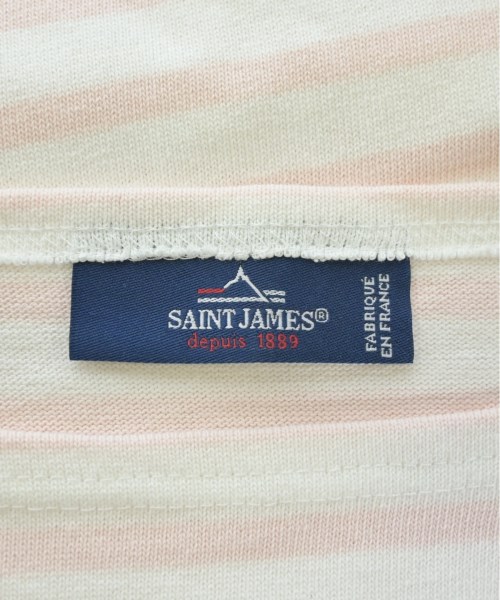 SAINT JAMES®
depuis 1889
FABRIQUÉ
EN FRANCE